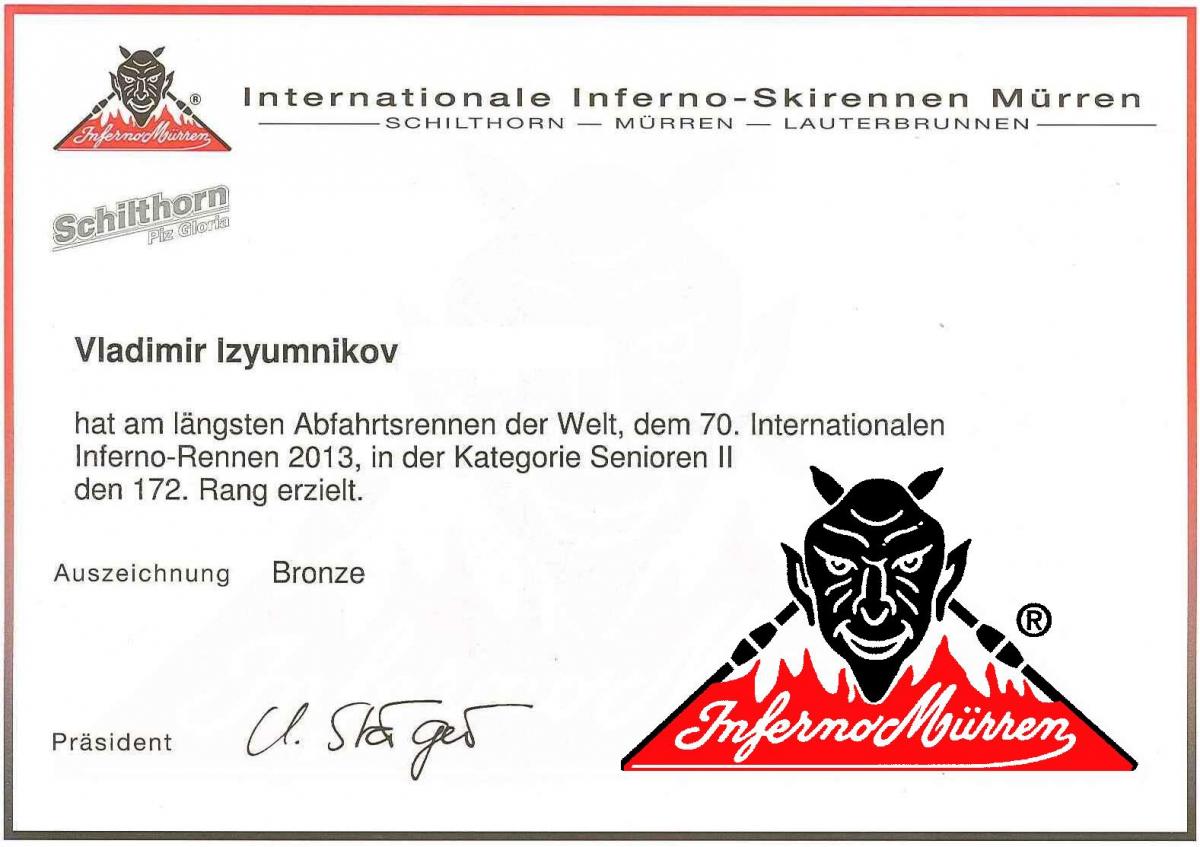 Inferno Mürren
®
Internationale Inferno-Skirennen Mürren
SCHILTHORN — MÜRREN — LAUTERBRUNNEN
Schilthorn
Piz Gloria
Vladimir Izyumnikov
hat am längsten Abfahrtsrennen der Welt, dem 70. Internationalen
Inferno-Rennen 2013, in der Kategorie Senioren II
den 172. Rang erzielt.
Auszeichnung Bronze
®
Inferno Mürren
Präsident